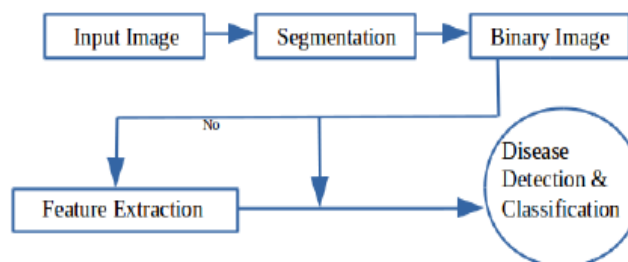 Input Image
Segmentation
Binary Image
No
Feature Extraction
Disease
Detection &
Classification